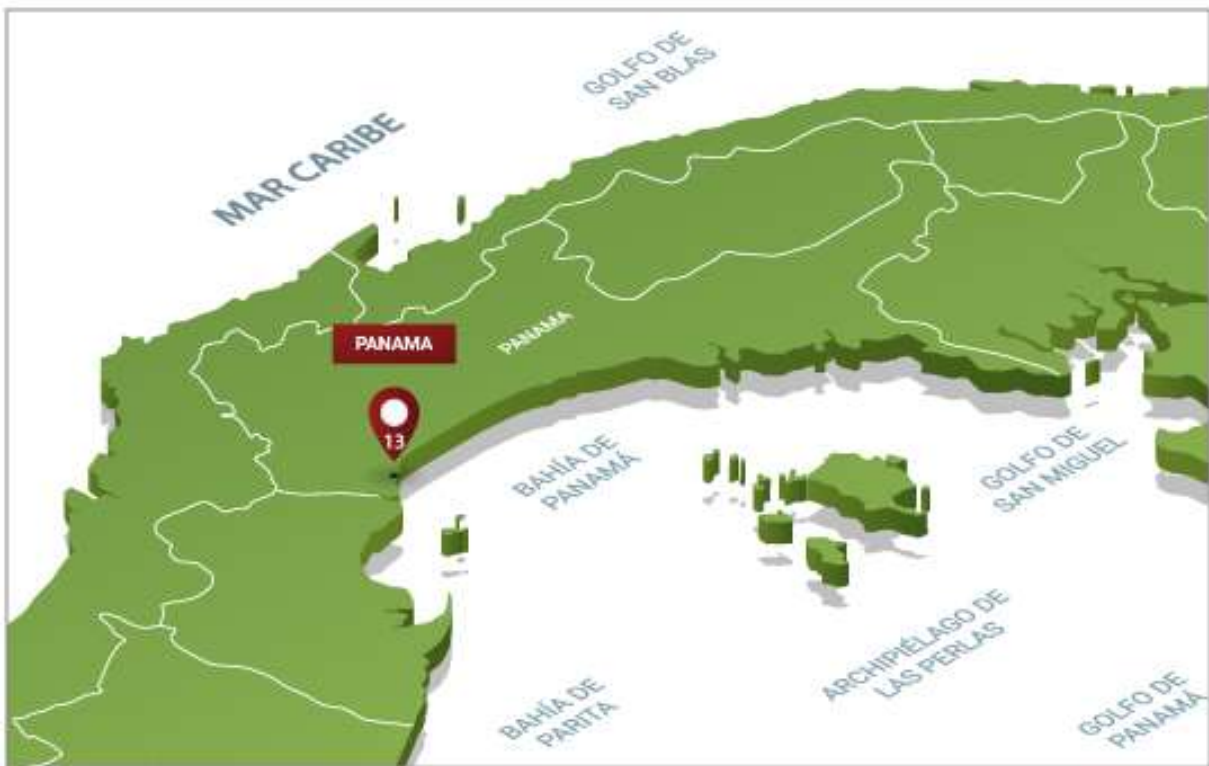 GOLFO DE
SAN BLAS
MAR CARIBE
PANAMA
PANAMA
13
BAHÍA DE
PANAMÁ
GOLFO DE
SAN MIGUEL
ARCHIPIÉLAGO DE
LAS PERLAS
BAHÍA DE
PARITA
GOLFO DE
PANAMÁ